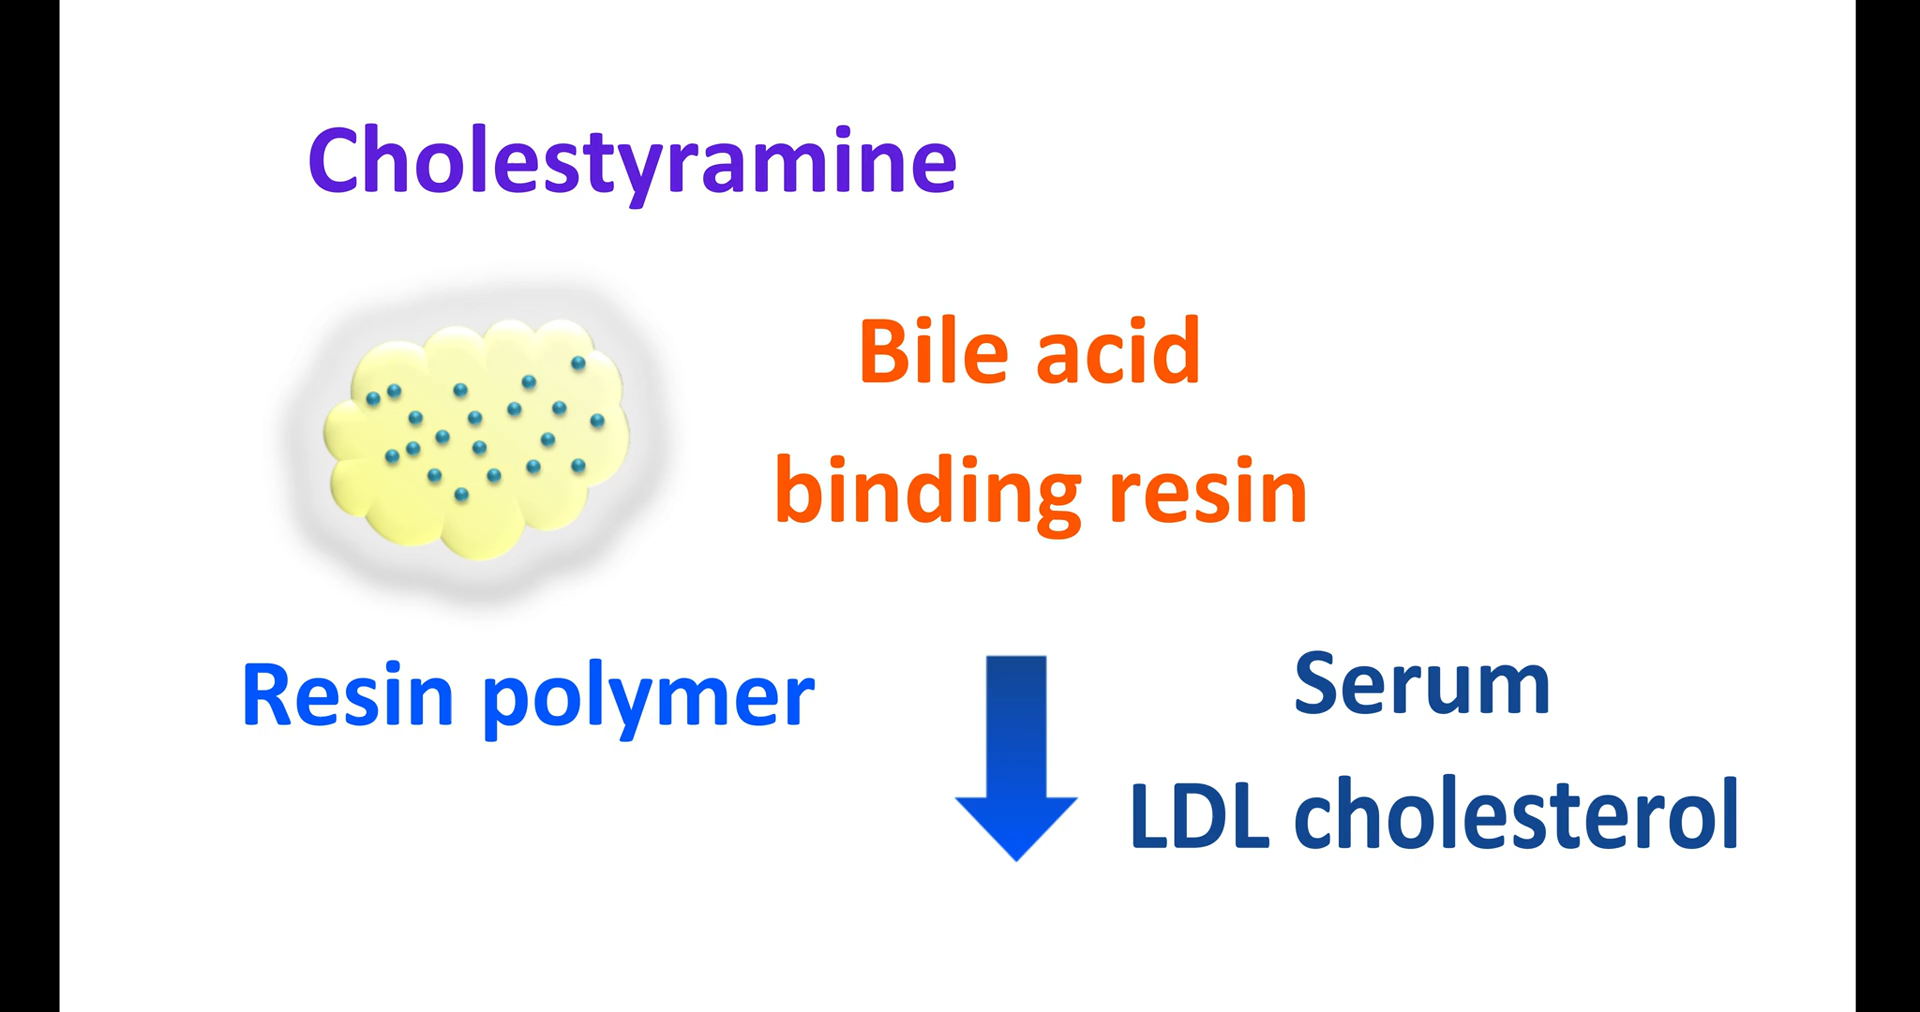 Cholestyramine
Bile acid
binding resin
Resin polymer
Serum
LDL cholesterol